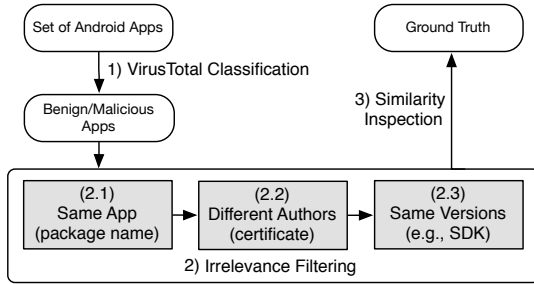 Set of Android Apps
Ground Truth
1) VirusTotal Classification
Benign/Malicious
Apps
3) Similarity
Inspection
(2.1)
Same App
(package name)
(2.2)
Different Authors
(certificate)
(2.3)
Same Versions
(e.g., SDK)
2) Irrelevance Filtering